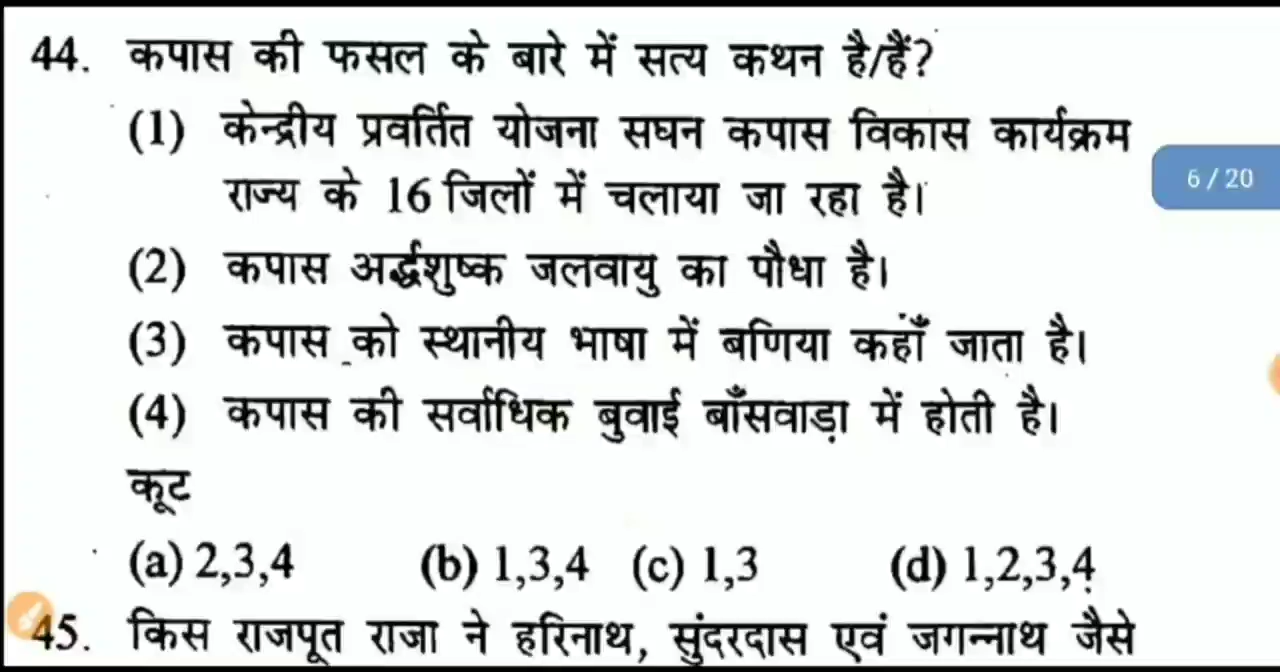 44. कपास की फसल के बारे में सत्य कथन है/हैं?
(1) केन्द्रीय प्रवर्तित योजना सघन कपास विकास कार्यक्रम
राज्य के 16 जिलों में चलाया जा रहा है।
6 / 20
(2) कपास अर्द्धशुष्क जलवायु का पौधा है।
(3) कपास को स्थानीय भाषा में बणिया कहाँ जाता है।
(4) कपास की सर्वाधिक बुवाई बाँसवाड़ा में होती है।
कूट
(a) 2,3,4 (b) 1,3,4 (c) 1,3 (d) 1,2,3,4
45. किस राजपूत राजा ने हरिनाथ, सुंदरदास एवं जगन्नाथ जैसे